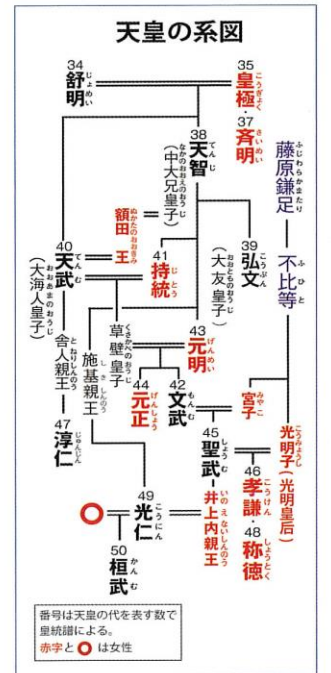 天皇の系図
34
舒明
じょめい
35
皇極
こうぎょく
37
斉明
さいめい
38
天智
てんじ
(中大兄皇子)
なかのおおえのおうじ
藤原鎌足
ふじわらかまたり
額田王
ぬかたのおおきみ
40
天武
てんむ
(大海人皇子)
おおあまのおうじ
41
持統
じとう
39
弘文
こうぶん
(大友皇子)
おおとものおうじ
不比等
ふひと
草壁皇子
くさかべのおうじ
43
元明
げんめい
舎人親王
とねりしんのう
施基親王
しきしんのう
44
元正
げんしょう
42
文武
もんむ
宮子
みやこ
光明子(光明皇后)
こうみょうし
47
淳仁
じゅんにん
45
聖武
しょうむ
46
孝謙・
こうけん
48
称徳
しょうとく
49
光仁
こうにん
井上内親王
いのえないしんのう
50
桓武
かんむ
番号は天皇の代を表す数で
皇統譜による。
赤字と○は女性